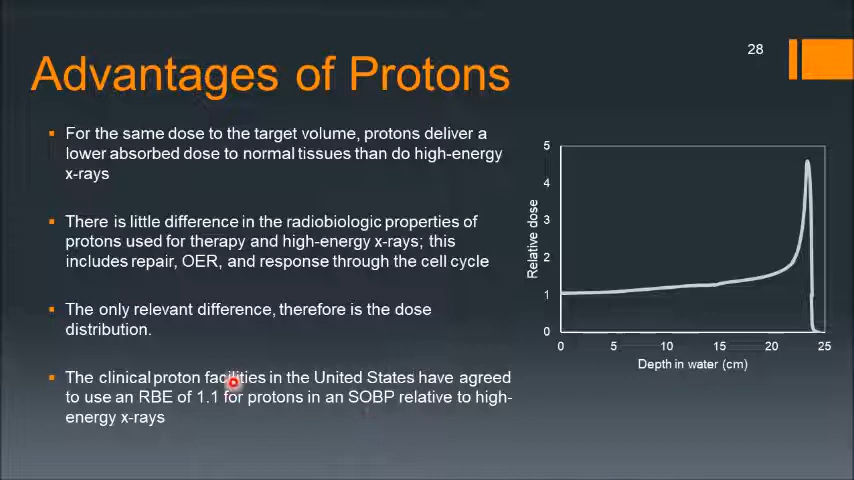 28
Advantages of Protons
For the same dose to the target volume, protons deliver a
lower absorbed dose to normal tissues than do high-energy
x-rays
There is little difference in the radiobiologic properties of
protons used for therapy and high-energy x-rays; this
includes repair, OER, and response through the cell cycle
The only relevant difference, therefore is the dose
distribution.
The clinical proton facilities in the United States have agreed
to use an RBE of 1.1 for protons in an SOBP relative to high-
energy x-rays
5
4
3
2
1
0
Relative dose
0 5 10 15 20 25
Depth in water (cm)